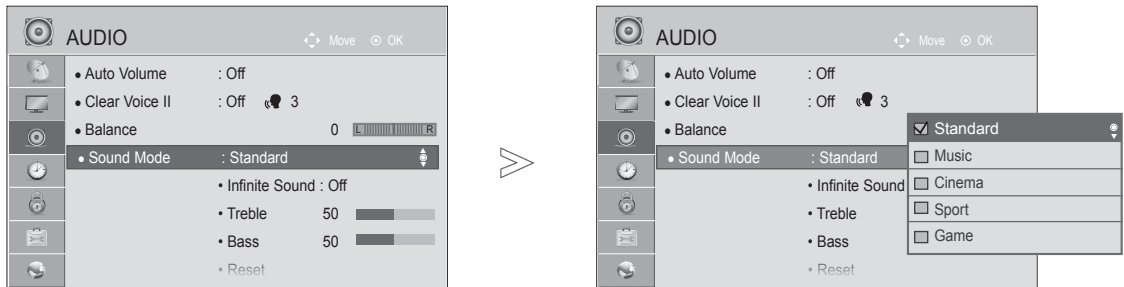 AUDIO Move OK
• Auto Volume : Off
• Clear Voice II : Off 3
• Balance 0 L R
• Sound Mode : Standard
• Infinite Sound : Off
• Treble 50
• Bass 50
• Reset
AUDIO Move OK
• Auto Volume : Off
• Clear Voice II : Off 3
• Balance
• Sound Mode : Standard
• Infinite Sound
• Treble
• Bass
• Reset
Standard
Music
Cinema
Sport
Game